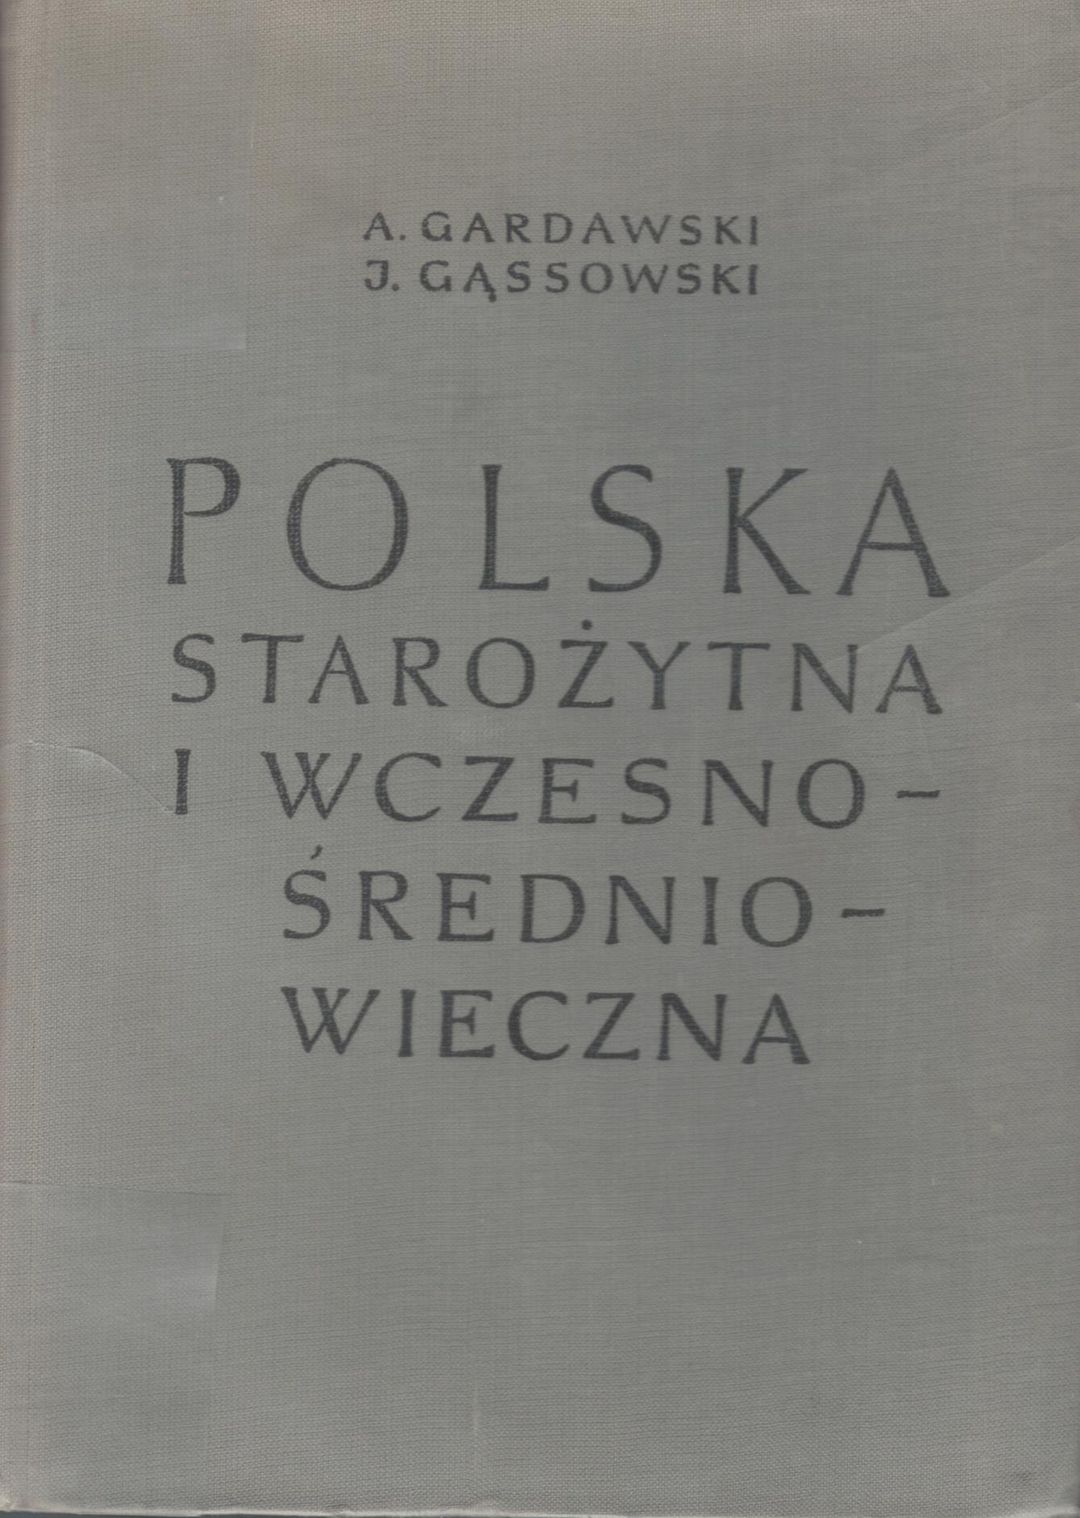 A. GARDAWSKI
J. GĄSSOWSKI
POLSKA
STAROŻYTNA
I WCZESNO-
ŚREDNIO-
WIECZNA